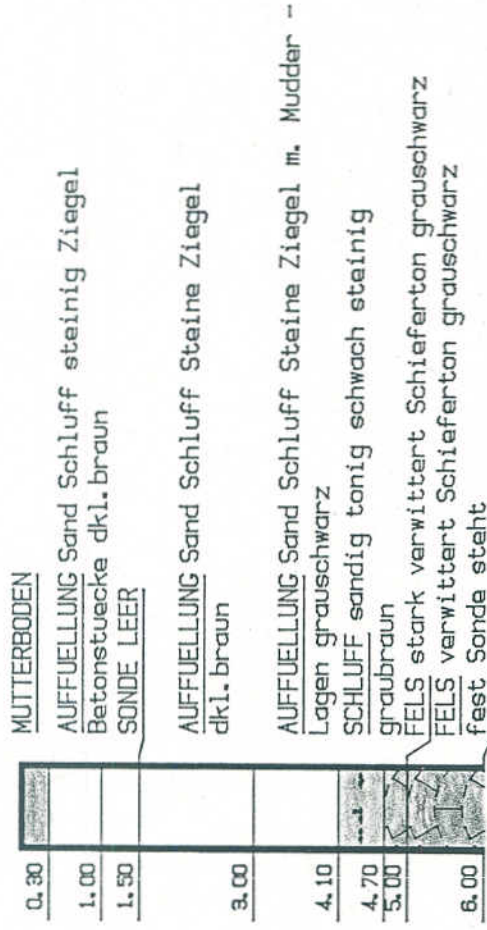 0.30
MUTTERBODEN
1.00
AUFFUELLUNG Sand Schluff steinig Ziegel
Betonstuecke dkl.braun
1.50
SONDE LEER
3.00
AUFFUELLUNG Sand Schluff Steine Ziegel
dkl.braun
4.10
AUFFUELLUNG Sand Schluff Steine Ziegel m. Mudder -
Lagen grauschwarz
4.70
SCHLUFF sandig tonig schwach steinig
graubraun
5.00
FELS stark verwittert Schieferton grauschwarz
6.00
FELS verwittert Schieferton grauschwarz
fest Sonde steht